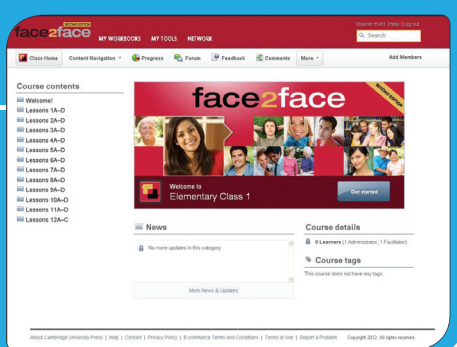 face2face
SECOND EDITION
MY WORKBOOKS MY TOOLS NETWORK
Help | Log out
Search
Class Home Content Navigation Progress Forum Feedback Comments More Add Members
Course contents
Welcome!
Lessons 1A–D
Lessons 2A–D
Lessons 3A–D
Lessons 4A–D
Lessons 5A–D
Lessons 6A–D
Lessons 7A–D
Lessons 8A–D
Lessons 9A–D
Lessons 10A–D
Lessons 11A–D
Lessons 12A–C
face2face
SECOND EDITION
Welcome to
Elementary Class 1
Get started
News
No more updates in this category
More News & Updates
Course details
0 Learners (1 Administrator, 1 Facilitator)
Course tags
This course does not have any tags.
About Cambridge University Press | Help | Contact | Privacy Policy | E-commerce Terms and Conditions | Terms of Use | Report a Problem Copyright 2012. All rights reserved.